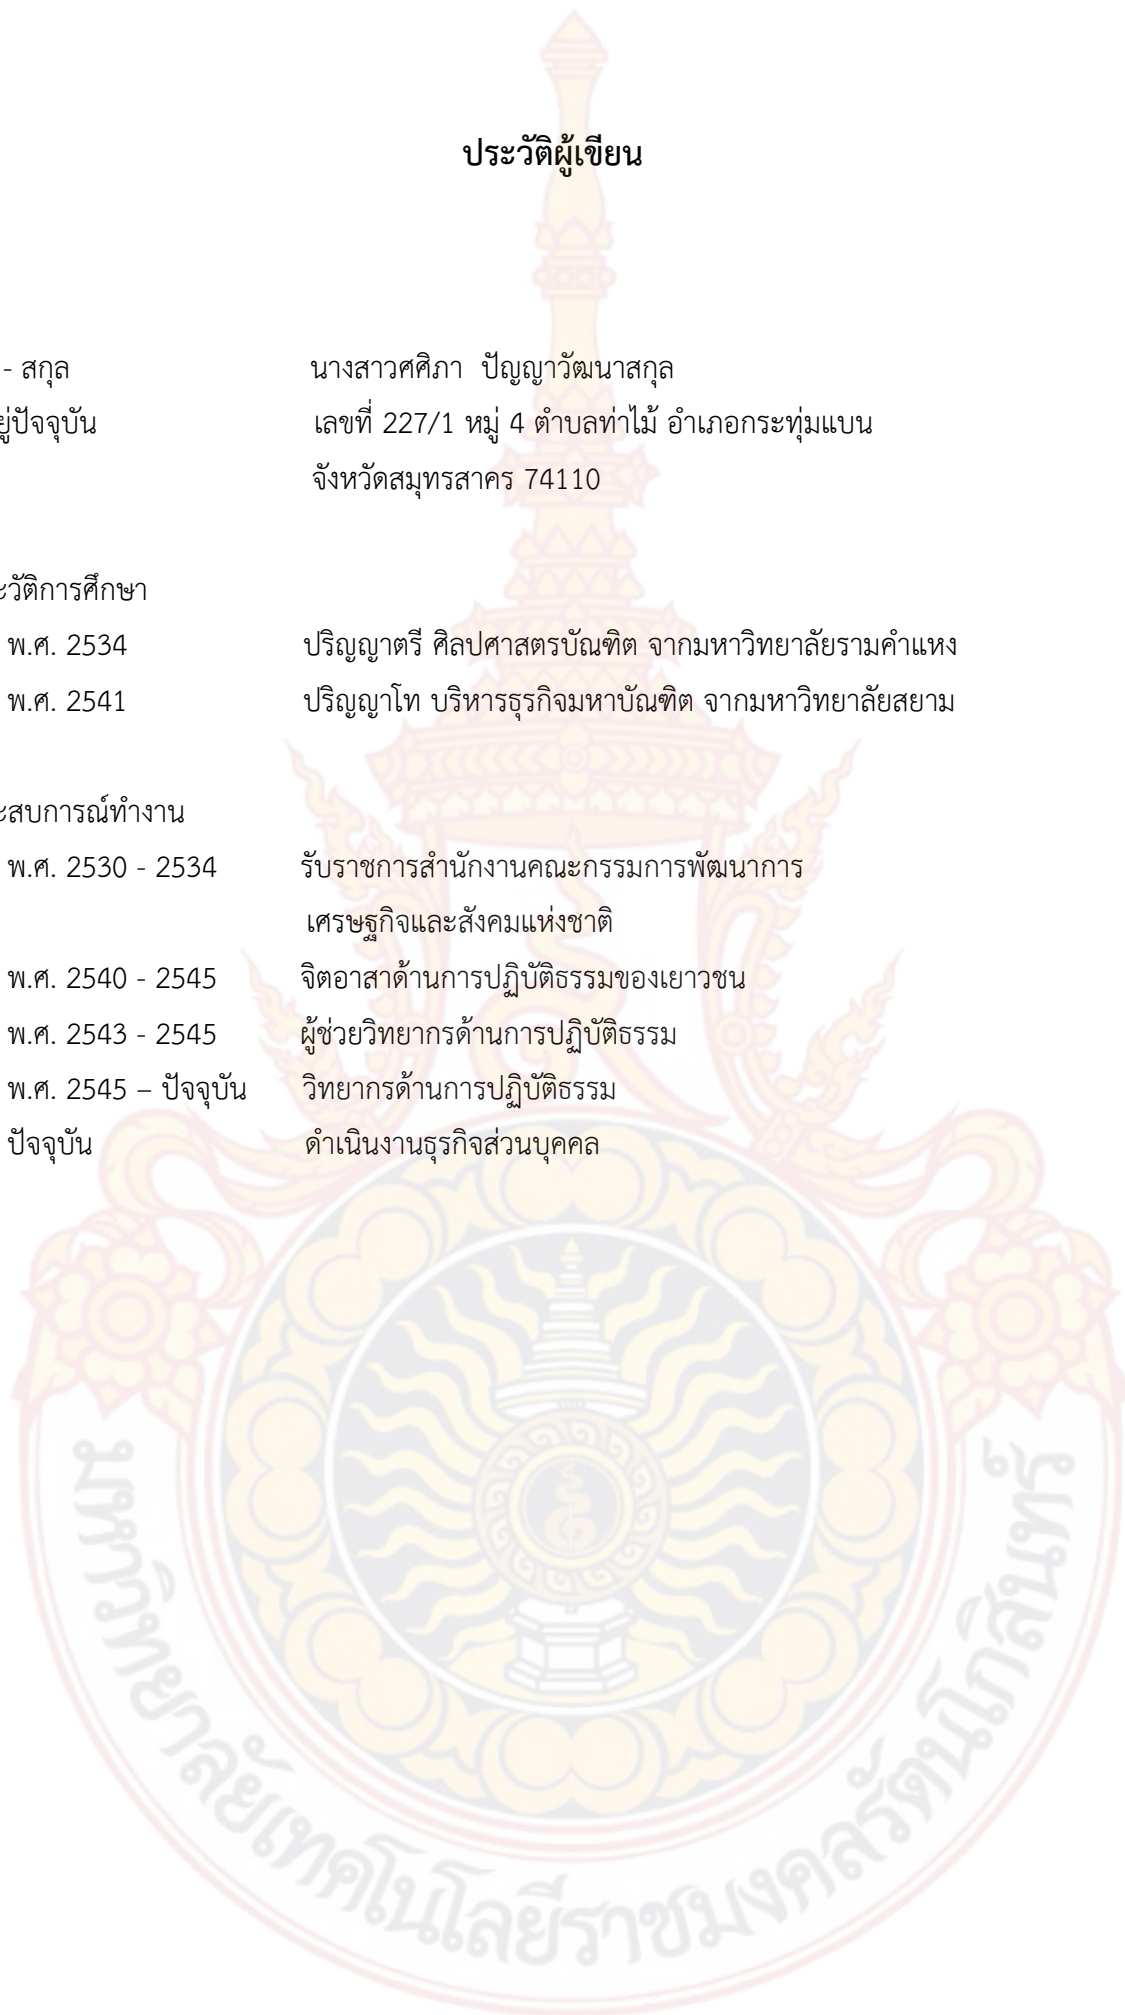 ประวัติผู้เขียน
- สกุล นางสาวศศิภา ปัญญาวัฒนาสกุล
ยู่ปัจจุบัน เลขที่ 227/1 หมู่ 4 ตำบลท่าไม้ อำเภอกระทุ่มแบน
จังหวัดสมุทรสาคร 74110
ะวัติการศึกษา
พ.ศ. 2534 ปริญญาตรี ศิลปศาสตรบัณฑิต จากมหาวิทยาลัยรามคำแหง
พ.ศ. 2541 ปริญญาโท บริหารธุรกิจมหาบัณฑิต จากมหาวิทยาลัยสยาม
ะสบการณ์ทำงาน
พ.ศ. 2530 - 2534 รับราชการสำนักงานคณะกรรมการพัฒนาการ
เศรษฐกิจและสังคมแห่งชาติ
พ.ศ. 2540 - 2545 จิตอาสาด้านการปฏิบัติธรรมของเยาวชน
พ.ศ. 2543 - 2545 ผู้ช่วยวิทยากรด้านการปฏิบัติธรรม
พ.ศ. 2545 – ปัจจุบัน วิทยากรด้านการปฏิบัติธรรม
ปัจจุบัน ดำเนินงานธุรกิจส่วนบุคคล
มหาวิทยาลัยเทคโนโลยีราชมงคลรัตนโกสินทร์